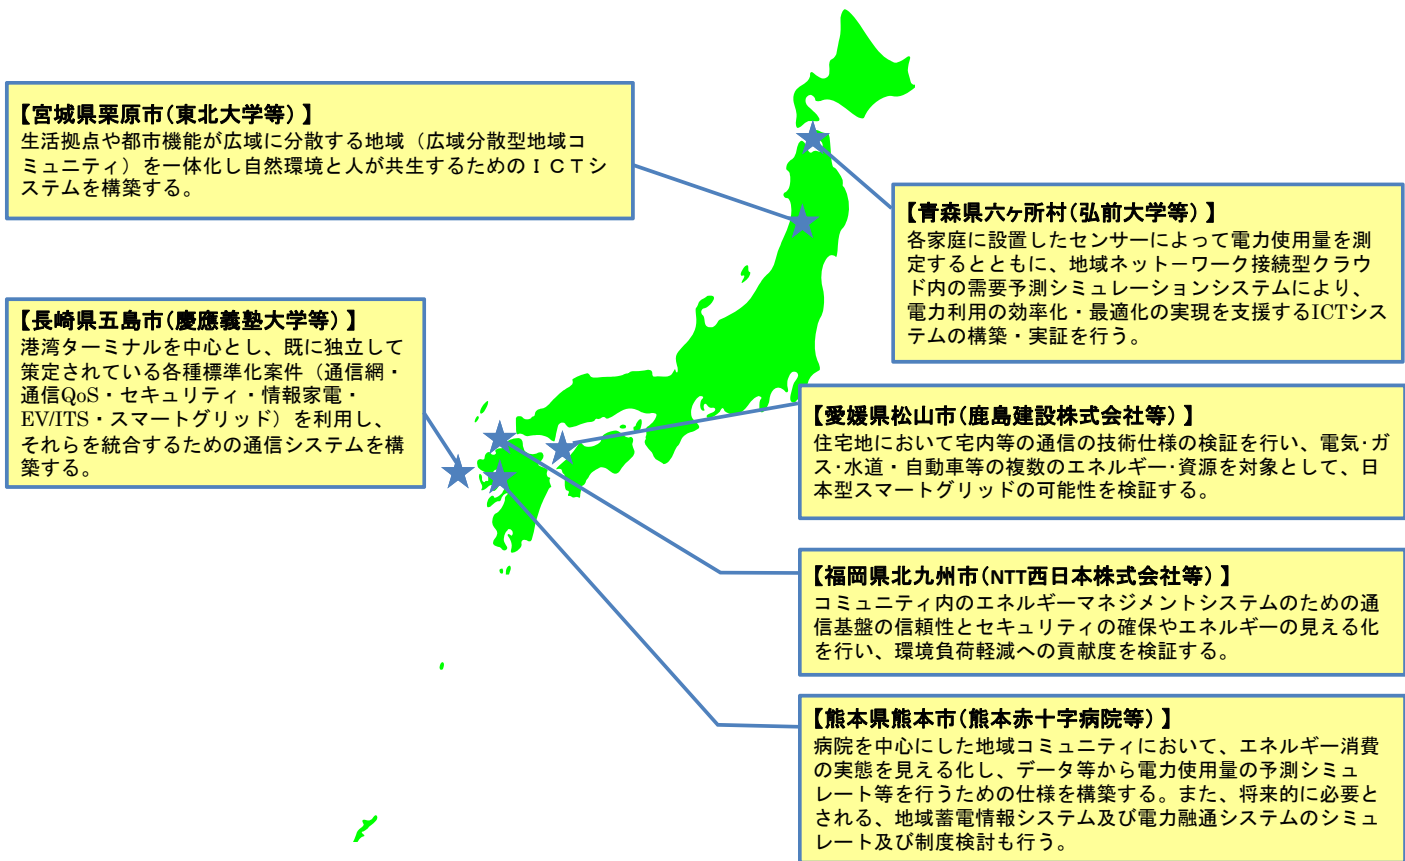 【宮城県栗原市(東北大学等)】
生活拠点や都市機能が広域に分散する地域（広域分散型地域コ
ミュニティ）を一体化し自然環境と人が共生するためのＩＣＴシ
ステムを構築する。
【青森県六ヶ所村(弘前大学等)】
各家庭に設置したセンサーによって電力使用量を測
定するとともに、地域ネットーワーク接続型クラウ
ド内の需要予測シミュレーションシステムにより、
電力利用の効率化・最適化の実現を支援するICTシス
テムの構築・実証を行う。
【長崎県五島市(慶應義塾大学等)】
港湾ターミナルを中心とし、既に独立して
策定されている各種標準化案件（通信網・
通信QoS・セキュリティ・情報家電・
EV/ITS・スマートグリッド）を利用し、
それらを統合するための通信システムを構
築する。
【愛媛県松山市(鹿島建設株式会社等)】
住宅地において宅内等の通信の技術仕様の検証を行い、電気･ガ
ス･水道・自動車等の複数のエネルギー･資源を対象として、日
本型スマートグリッドの可能性を検証する。
【福岡県北九州市(NTT西日本株式会社等)】
コミュニティ内のエネルギーマネジメントシステムのための通
信基盤の信頼性とセキュリティの確保やエネルギーの見える化
を行い、環境負荷軽減への貢献度を検証する。
【熊本県熊本市(熊本赤十字病院等)】
病院を中心にした地域コミュニティにおいて、エネルギー消費
の実態を見える化し、データ等から電力使用量の予測シミュ
レート等を行うための仕様を構築する。また、将来的に必要と
される、地域蓄電情報システム及び電力融通システムのシミュ
レート及び制度検討も行う。